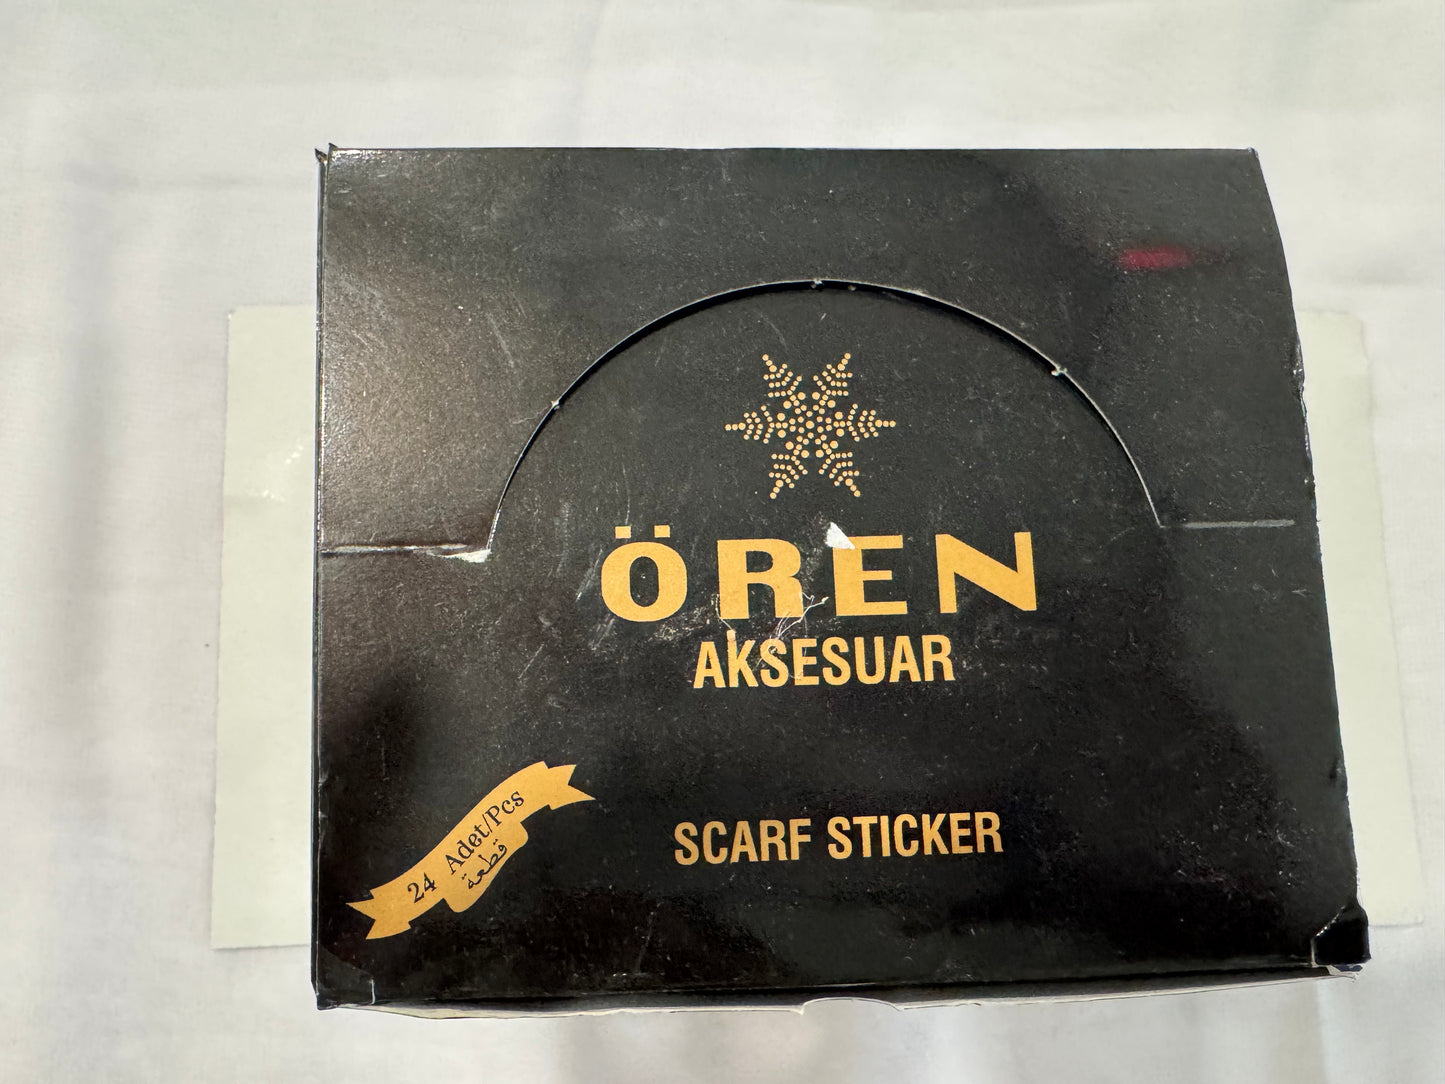 ÖREN
AKSESUAR
SCARF STICKER
24 Adet/Pcs
قطعة